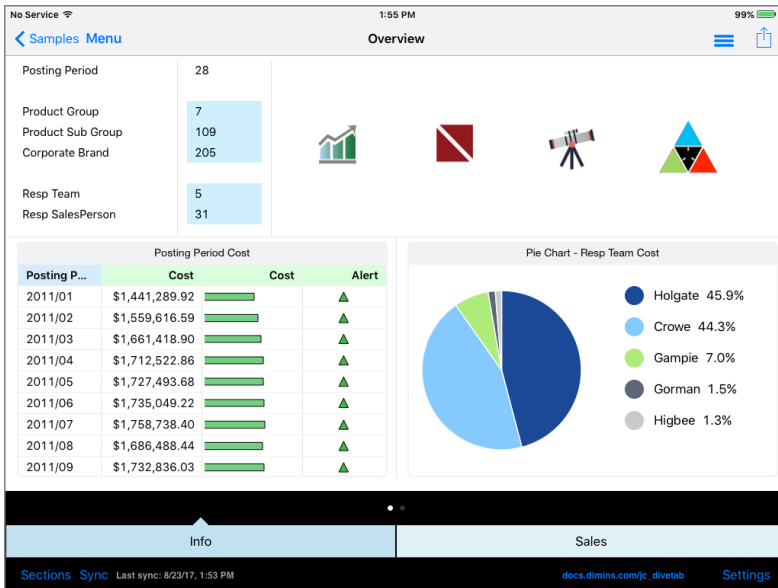 No Service 1:55 PM 99%
Samples Menu Overview
Posting Period 28
Product Group 7
Product Sub Group 109
Corporate Brand 205
Resp Team 5
Resp SalesPerson 31
Posting Period Cost
Posting P... Cost Cost Alert
2011/01 $1,441,289.92
2011/02 $1,559,616.59
2011/03 $1,661,418.90
2011/04 $1,712,522.86
2011/05 $1,727,493.68
2011/06 $1,735,049.22
2011/07 $1,758,738.40
2011/08 $1,686,488.44
2011/09 $1,732,836.03
Pie Chart - Resp Team Cost
Holgate 45.9%
Crowe 44.3%
Gampie 7.0%
Gorman 1.5%
Higbee 1.3%
Info Sales
Sections Sync Last sync: 8/23/17, 1:53 PM docs.dimins.com/jc_divetab Settings